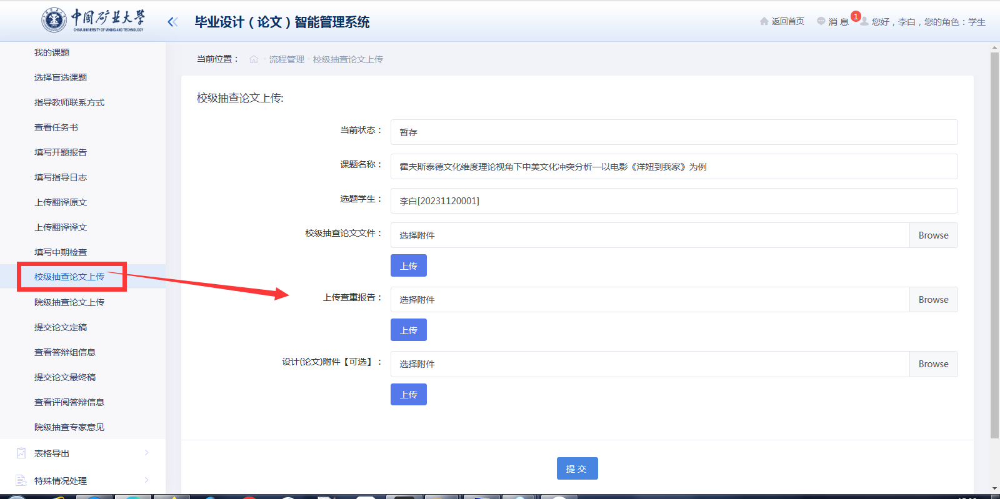 中国矿业大学
CHINA UNIVERSITY OF MINING AND TECHNOLOGY
毕业设计（论文）智能管理系统
返回首页
消 息
1
您好，李白，您的角色：学生
我的课题
选择盲选课题
指导教师联系方式
查看任务书
填写开题报告
填写指导日志
上传翻译原文
上传翻译译文
填写中期检查
校级抽查论文上传
院级抽查论文上传
提交论文定稿
查看答辩组信息
提交论文最终稿
查看评阅答辩信息
院级抽查专家意见
表格导出
特殊情况处理
当前位置：
流程管理
校级抽查论文上传
校级抽查论文上传:
当前状态：
暂存
课题名称：
霍夫斯泰德文化维度理论视角下中美文化冲突分析—以电影《洋妞到我家》为例
选题学生：
李白[20231120001]
校级抽查论文文件：
选择附件
Browse
上传
上传查重报告：
选择附件
Browse
上传
设计(论文)附件【可选】：
选择附件
Browse
上传
提 交